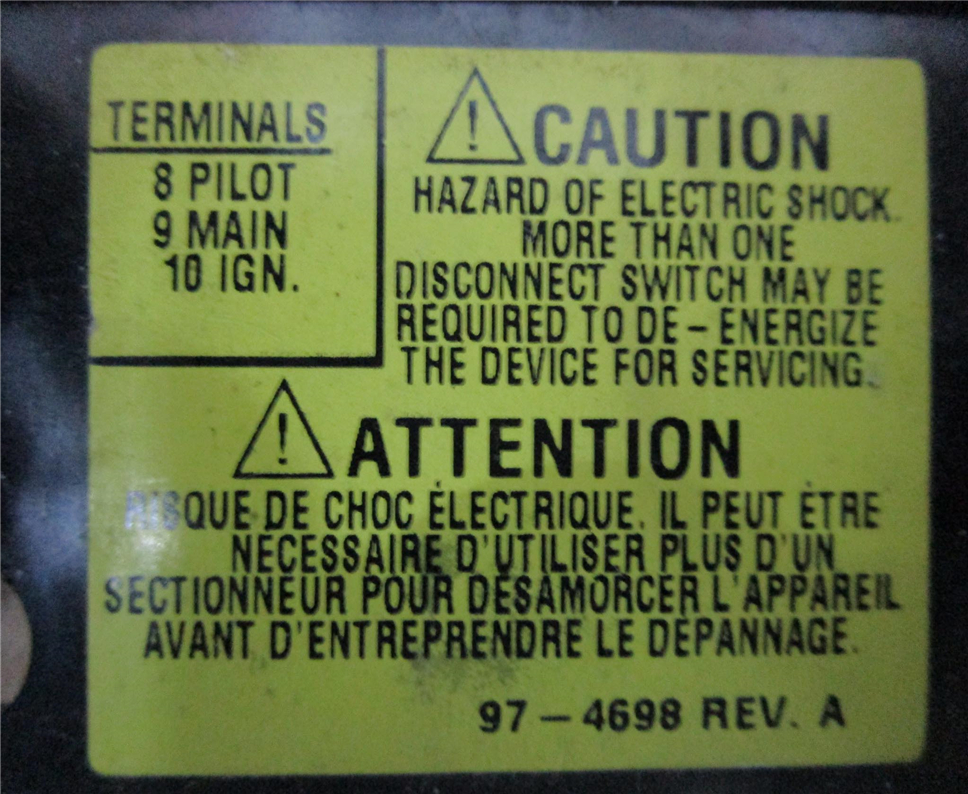 TERMINALS
8 PILOT
9 MAIN
10 IGN.
CAUTION
HAZARD OF ELECTRIC SHOCK.
MORE THAN ONE
DISCONNECT SWITCH MAY BE
REQUIRED TO DE – ENERGIZE
THE DEVICE FOR SERVICING.
ATTENTION
RISQUE DE CHOC ÉLECTRIQUE. IL PEUT ÊTRE
NÉCESSAIRE D'UTILISER PLUS D'UN
SECTIONNEUR POUR DÉSAMORCER L'APPAREIL
AVANT D'ENTREPRENDRE LE DÉPANNAGE.
97 – 4698 REV. A